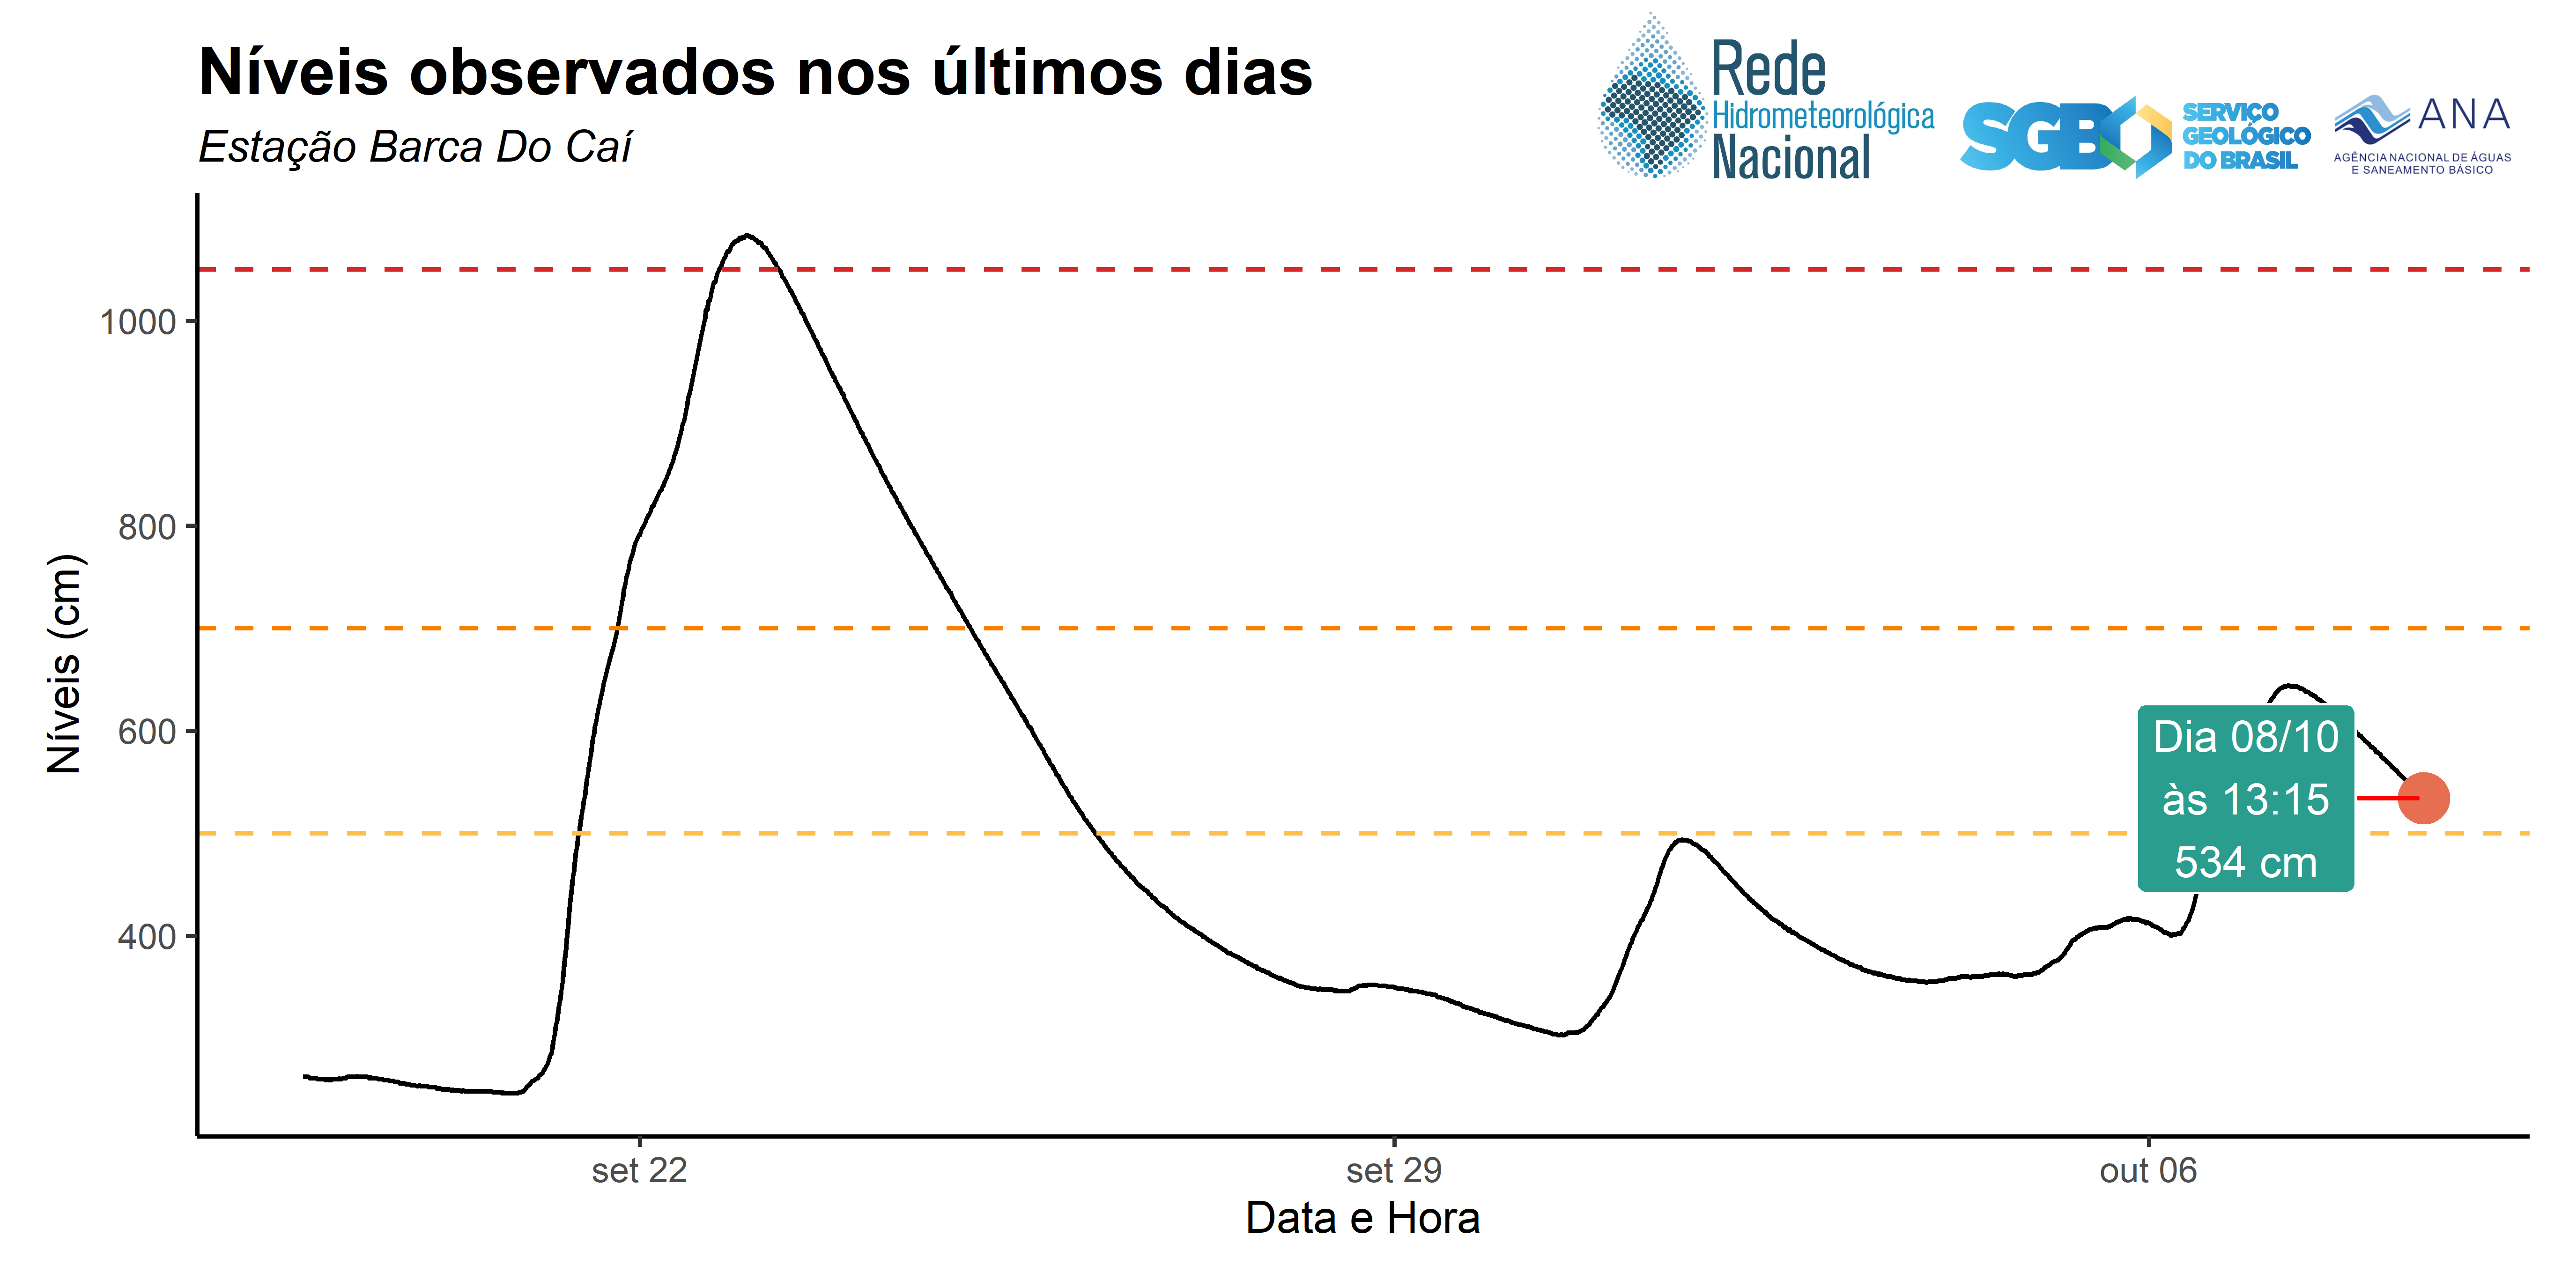 Níveis observados nos últimos dias
Estação Barca Do Caí
Rede
Hidrometeorológica
Nacional
SGB
SERVIÇO
GEOLÓGICO
DO BRASIL
ANA
AGÊNCIA NACIONAL DE ÁGUAS
E SANEAMENTO BÁSICO
Níveis (cm)
1000
800
600
400
Dia 08/10
às 13:15
534 cm
set 22
set 29
out 06
Data e Hora